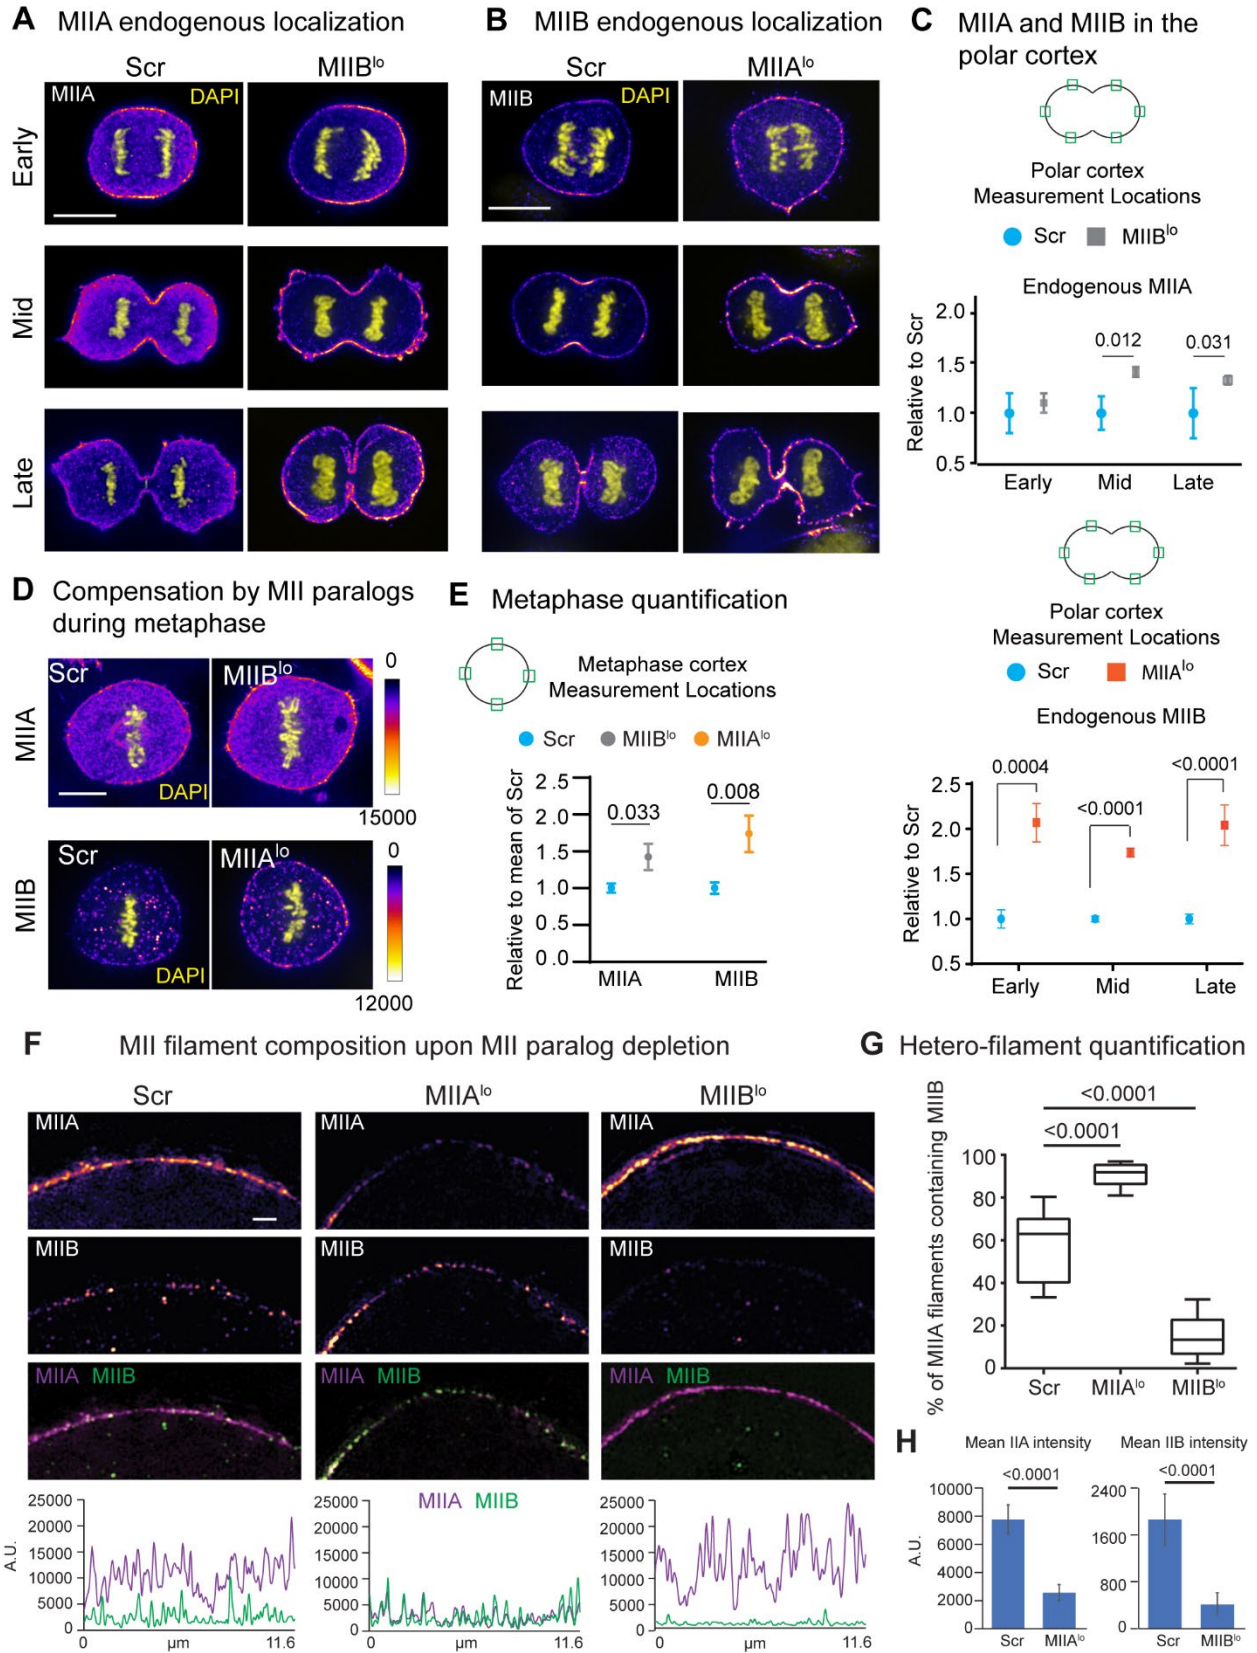 A MIIA endogenous localization
Scr MIIBlo
MIIA DAPI
Early
Mid
Late
B MIIB endogenous localization
Scr MIIAlo
MIIB DAPI
C MIIA and MIIB in the
polar cortex
Polar cortex
Measurement Locations
Scr MIIBlo
Endogenous MIIA
Relative to Scr
2.0
1.5
1.0
0.5
0.012
0.031
Early Mid Late
Polar cortex
Measurement Locations
Scr MIIAlo
Endogenous MIIB
Relative to Scr
2.5
2.0
1.5
1.0
0.5
0.0004
<0.0001
<0.0001
Early Mid Late
D Compensation by MII paralogs
during metaphase
MIIA
Scr MIIBlo
DAPI
0
15000
MIIB
Scr MIIAlo
DAPI
0
12000
E Metaphase quantification
Metaphase cortex
Measurement Locations
Scr MIIBlo MIIAlo
Relative to mean of Scr
2.5
2.0
1.5
1.0
0.5
0.0
0.033
0.008
MIIA MIIB
F MII filament composition upon MII paralog depletion
Scr MIIAlo MIIBlo
MIIA MIIA MIIA
MIIB MIIB MIIB
MIIA MIIB MIIA MIIB MIIA MIIB
A.U.
25000
20000
15000
10000
5000
0
0 µm 11.6
MIIA MIIB
25000
20000
15000
10000
5000
0
0 µm 11.6
25000
20000
15000
10000
5000
0
0 µm 11.6
G Hetero-filament quantification
% of MIIA filaments containing MIIB
<0.0001
<0.0001
100
80
60
40
20
0
Scr MIIAlo MIIBlo
H Mean IIA intensity
<0.0001
A.U.
10000
8000
6000
4000
2000
0
Scr MIIAlo
Mean IIB intensity
<0.0001
2400
1600
800
0
Scr MIIBlo